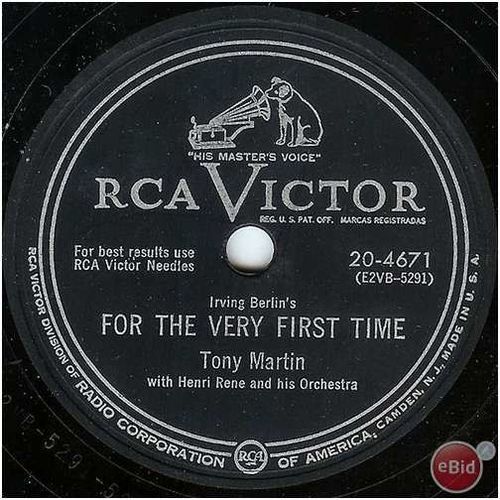 "HIS MASTER'S VOICE"
RCA VICTOR
REG. U. S. PAT. OFF. MARCAS REGISTRADAS
For best results use
RCA Victor Needles
20-4671
(E2VB-5291)
Irving Berlin's
FOR THE VERY FIRST TIME
Tony Martin
with Henri Rene and his Orchestra
RCA VICTOR DIVISION OF RADIO CORPORATION OF AMERICA, CAMDEN, N. J., MADE IN U. S. A.
RCA
eBid